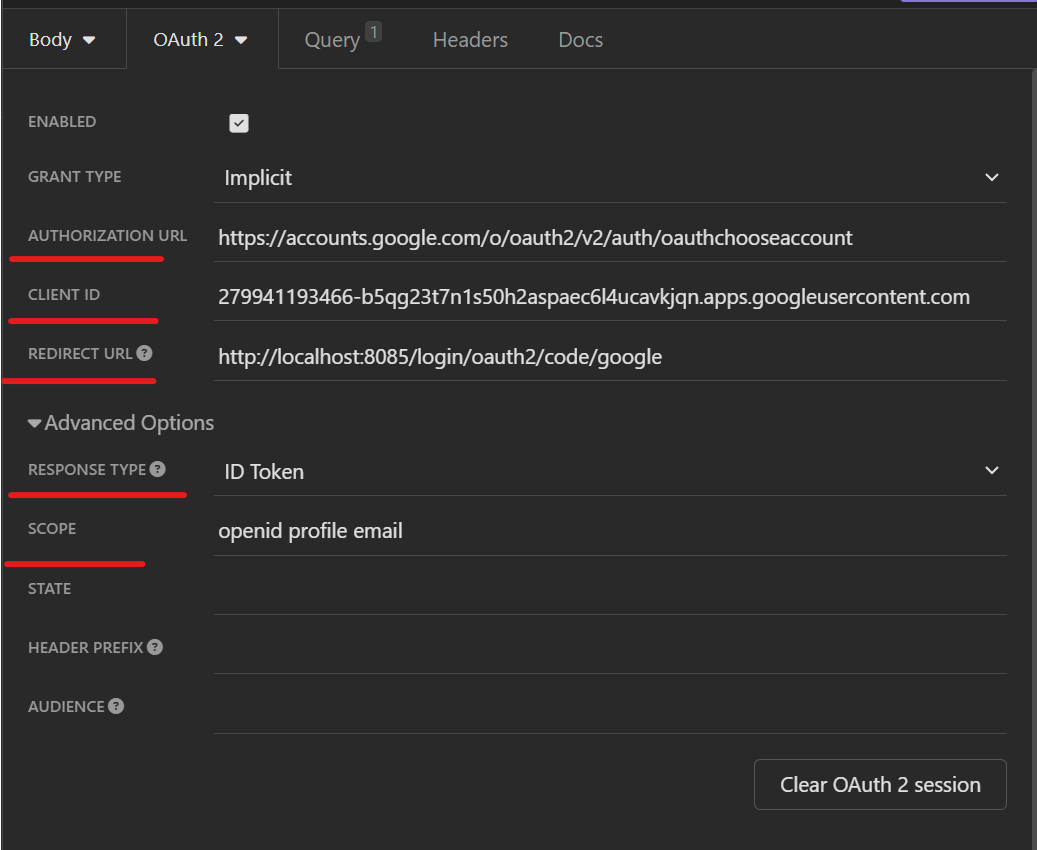 Body OAuth 2 Query 1 Headers Docs
ENABLED
GRANT TYPE Implicit
AUTHORIZATION URL https://accounts.google.com/o/oauth2/v2/auth/oauthchooseaccount
CLIENT ID 279941193466-b5qg23t7n1s50h2aspaec6l4ucavkjqn.apps.googleusercontent.com
REDIRECT URL ? http://localhost:8085/login/oauth2/code/google
Advanced Options
RESPONSE TYPE ? ID Token
SCOPE openid profile email
STATE
HEADER PREFIX ?
AUDIENCE ?
Clear OAuth 2 session